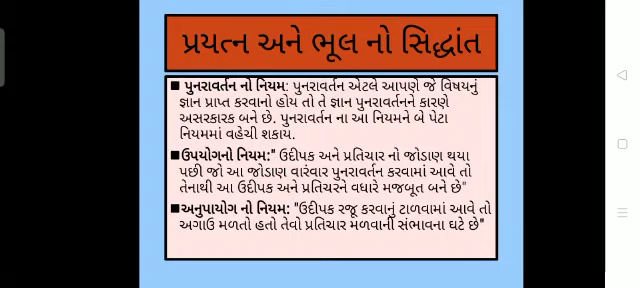 પ્રયત્ન અને ભૂલ નો સિદ્ધાંત
■ પુનરાવર્તન નો નિયમ: પુનરાવર્તન એટલે આપણે જે વિષયનું
જ્ઞાન પ્રાપ્ત કરવાનો હોય તો તે જ્ઞાન પુનરાવર્તનને કારણે
અસરકારક બને છે. પુનરાવર્તન ના આ નિયમને બે પેટા
નિયમમાં વહેચી શકાય.
■ઉપયોગનો નિયમ:" ઉદીપક અને પ્રતિચાર નો જોડાણ થયા
પછી જો આ જોડાણ વારંવાર પુનરાવર્તન કરવામાં આવે તો
તેનાથી આ ઉદીપક અને પ્રતિચરને વધારે મજબૂત બને છે"
■અનુપાયોગ નો નિયમ: "ઉદીપક રજૂ કરવાનું ટાળવામાં આવે તો
અગાઉ મળતો હતો તેવો પ્રતિચાર મળવાની સંભાવના ઘટે છે"